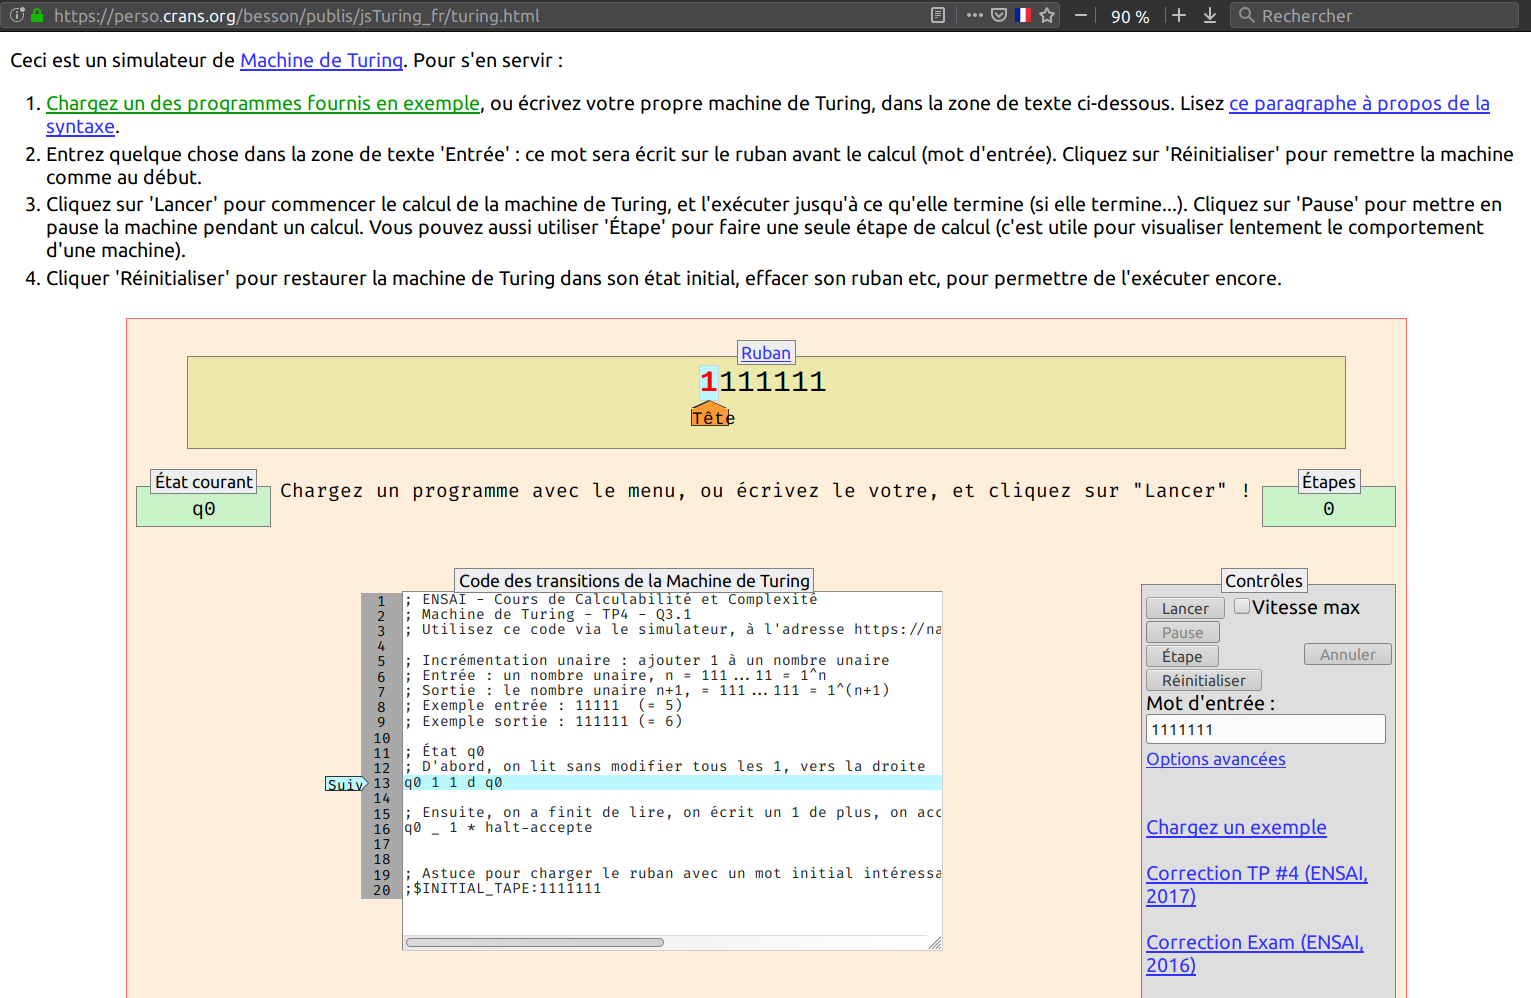 https://perso.crans.org/besson/publis/jsTuring_fr/turing.html
90 %
Rechercher
Ceci est un simulateur de Machine de Turing. Pour s'en servir :
1. Chargez un des programmes fournis en exemple, ou écrivez votre propre machine de Turing, dans la zone de texte ci-dessous. Lisez ce paragraphe à propos de la
syntaxe.
2. Entrez quelque chose dans la zone de texte 'Entrée' : ce mot sera écrit sur le ruban avant le calcul (mot d'entrée). Cliquez sur 'Réinitialiser' pour remettre la machine
comme au début.
3. Cliquez sur 'Lancer' pour commencer le calcul de la machine de Turing, et l'exécuter jusqu'à ce qu'elle termine (si elle termine...). Cliquez sur 'Pause' pour mettre en
pause la machine pendant un calcul. Vous pouvez aussi utiliser 'Étape' pour faire une seule étape de calcul (c'est utile pour visualiser lentement le comportement
d'une machine).
4. Cliquer 'Réinitialiser' pour restaurer la machine de Turing dans son état initial, effacer son ruban etc, pour permettre de l'exécuter encore.
Ruban
1111111
Tête
État courant
q0
Chargez un programme avec le menu, ou écrivez le votre, et cliquez sur "Lancer" !
Étapes
0
Code des transitions de la Machine de Turing
1 ; ENSAI - Cours de Calculabilité et Complexité
2 ; Machine de Turing - TP4 - Q3.1
3 ; Utilisez ce code via le simulateur, à l'adresse https://na
4
5 ; Incrémentation unaire : ajouter 1 à un nombre unaire
6 ; Entrée : un nombre unaire, n = 111...11 = 1^n
7 ; Sortie : le nombre unaire n+1, = 111...111 = 1^(n+1)
8 ; Exemple entrée : 11111  (= 5)
9 ; Exemple sortie : 111111 (= 6)
10
11 ; État q0
12 ; D'abord, on lit sans modifier tous les 1, vers la droite
Suiv 13 q0 1 1 d q0
14
15 ; Ensuite, on a finit de lire, on écrit un 1 de plus, on acc
16 q0 _ 1 * halt-accepte
17
18
19 ; Astuce pour charger le ruban avec un mot initial intéressa
20 ;$INITIAL_TAPE:1111111
Contrôles
Lancer
Vitesse max
Pause
Étape
Annuler
Réinitialiser
Mot d'entrée :
1111111
Options avancées
Chargez un exemple
Correction TP #4 (ENSAI,
2017)
Correction Exam (ENSAI,
2016)